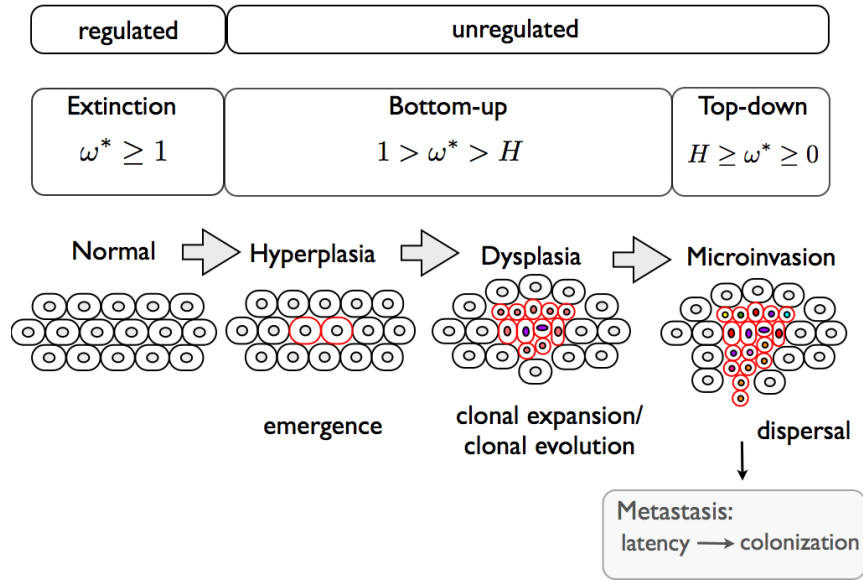 regulated
unregulated
Extinction
Bottom-up
Top-down
ω* ≥ 1
1 > ω* > H
H ≥ ω* ≥ 0
Normal
Hyperplasia
Dysplasia
Microinvasion
emergence
clonal expansion/
clonal evolution
dispersal
Metastasis:
latency
colonization